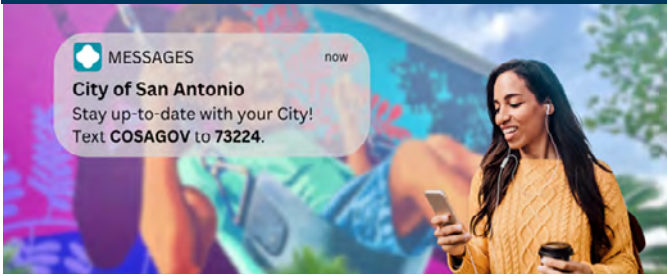 MESSAGES now
City of San Antonio
Stay up-to-date with your City!
Text COSAGOV to 73224.